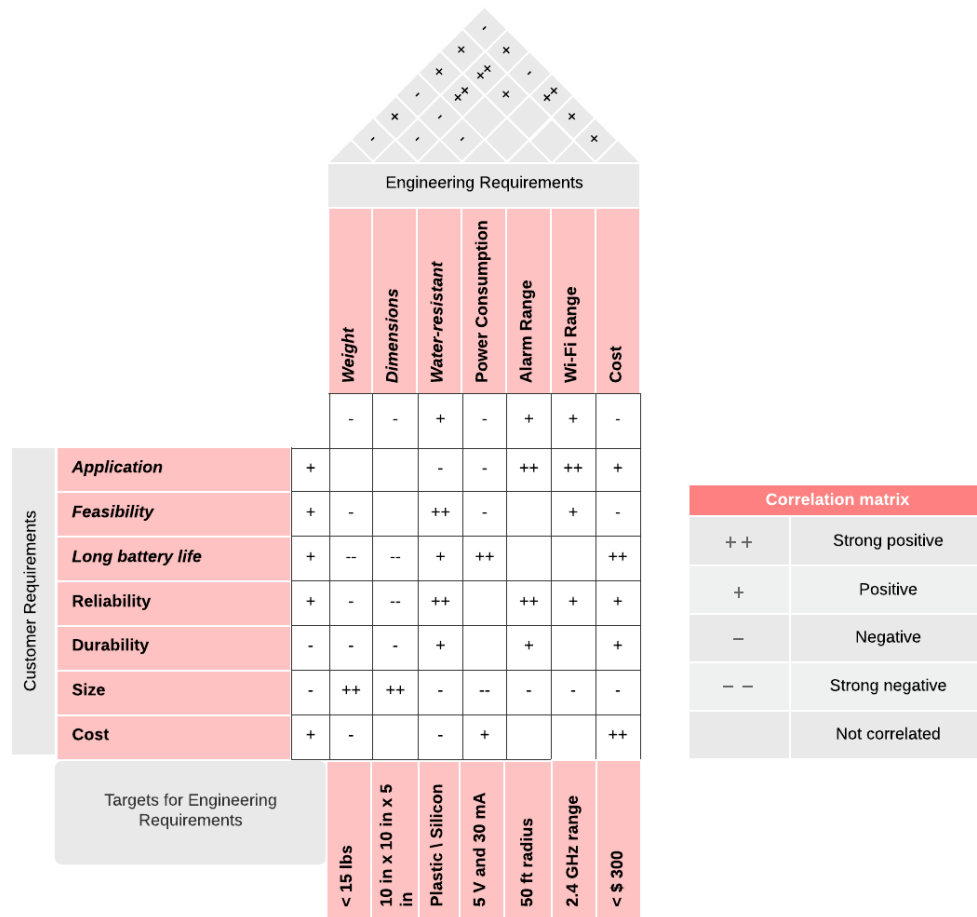 -
+ +
+ ++ -
- ++ + ++
+ - +
- - - +
Engineering Requirements
Weight
Dimensions
Water-resistant
Power Consumption
Alarm Range
Wi-Fi Range
Cost
- - + - + + -
Customer Requirements
Application + - - ++ ++ +
Feasibility + - ++ - + -
Long battery life + -- -- + ++ ++
Reliability + - -- ++ ++ + +
Durability - - - + + +
Size - ++ ++ - -- - - -
Cost + - - + ++
Targets for Engineering
Requirements
< 15 lbs
10 in x 10 in x 5
in
Plastic \ Silicon
5 V and 30 mA
50 ft radius
2.4 GHz range
< $ 300
Correlation matrix
++ Strong positive
+ Positive
− Negative
− − Strong negative
Not correlated